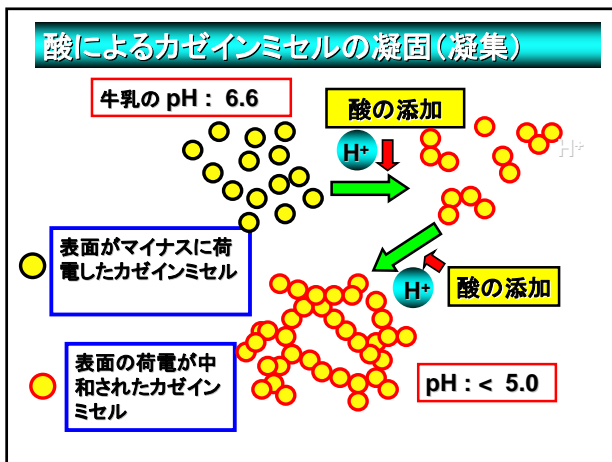 酸によるカゼインミセルの凝固（凝集）
牛乳の pH : 6.6
酸の添加
H+
H+
表面がマイナスに荷
電したカゼインミセル
H+
酸の添加
表面の荷電が中
和されたカゼイン
ミセル
pH : < 5.0